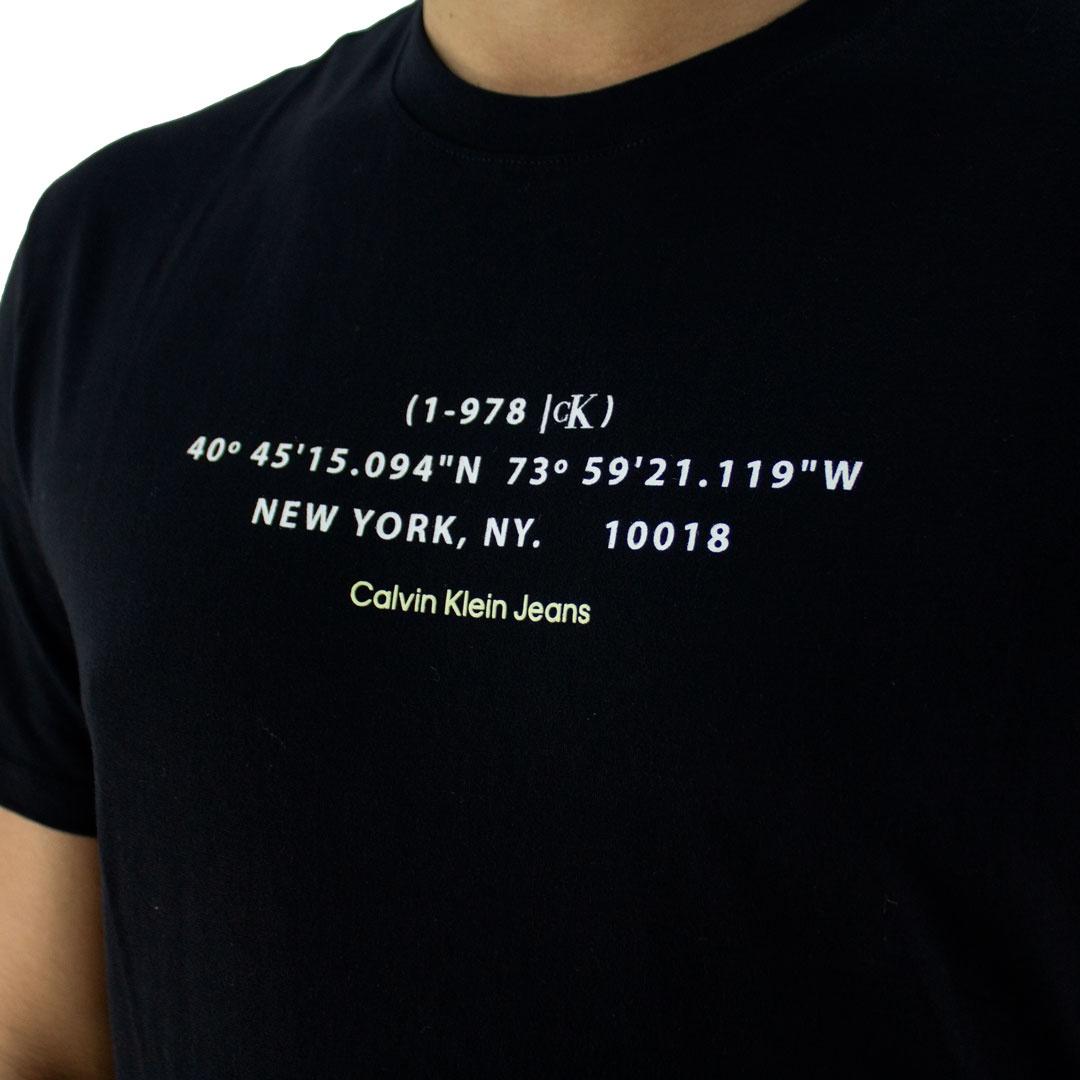 (1-978 |CK)
40º 45'15.094"N 73º 59'21.119"W
NEW YORK, NY. 10018
Calvin Klein Jeans